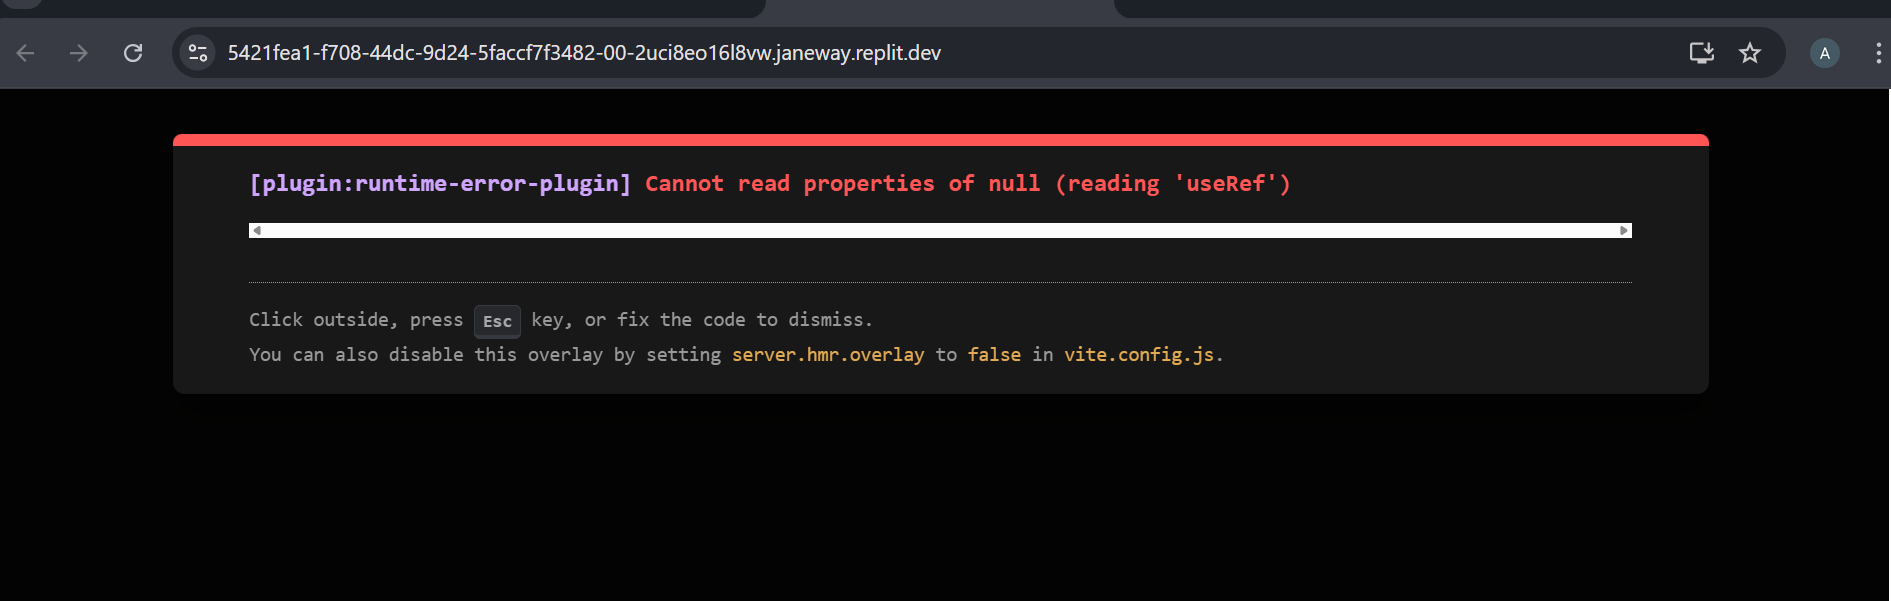 5421fea1-f708-44dc-9d24-5faccf7f3482-00-2uci8eo16l8vw.janeway.replit.dev
A
[plugin:runtime-error-plugin] Cannot read properties of null (reading 'useRef')
Click outside, press Esc key, or fix the code to dismiss.
You can also disable this overlay by setting server.hmr.overlay to false in vite.config.js.